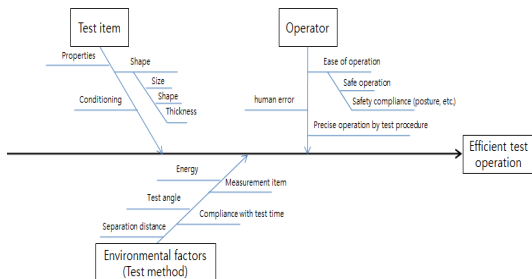 Test item
Operator
Properties
Shape
Size
Shape
Thickness
Conditioning
Ease of operation
Safe operation
Safety compliance (posture, etc.)
human error
Precise operation by test procedure
Efficient test
operation
Energy
Measurement item
Test angle
Compliance with test time
Separation distance
Environmental factors
(Test method)